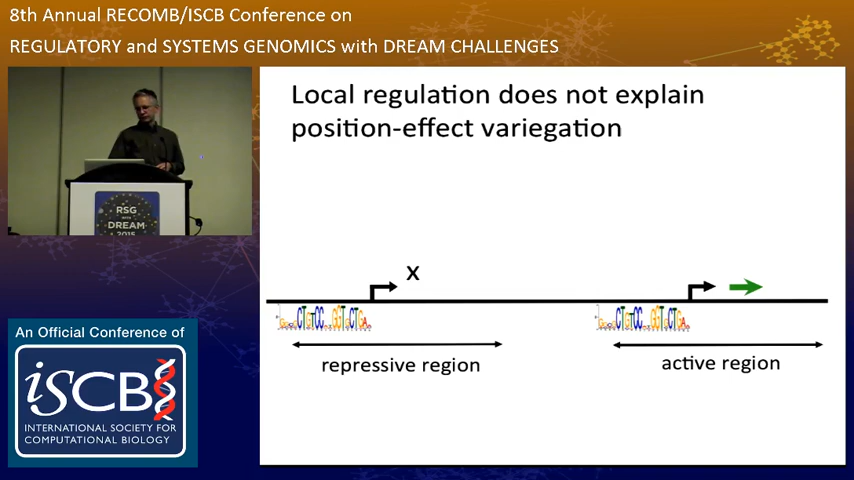 8th Annual RECOMB/ISCB Conference on
REGULATORY and SYSTEMS GENOMICS with DREAM CHALLENGES
Local regulation does not explain
position-effect variegation
RSG
WITH
DREAM
2015
X
repressive region
active region
An Official Conference of
iSCB
INTERNATIONAL SOCIETY FOR
COMPUTATIONAL BIOLOGY